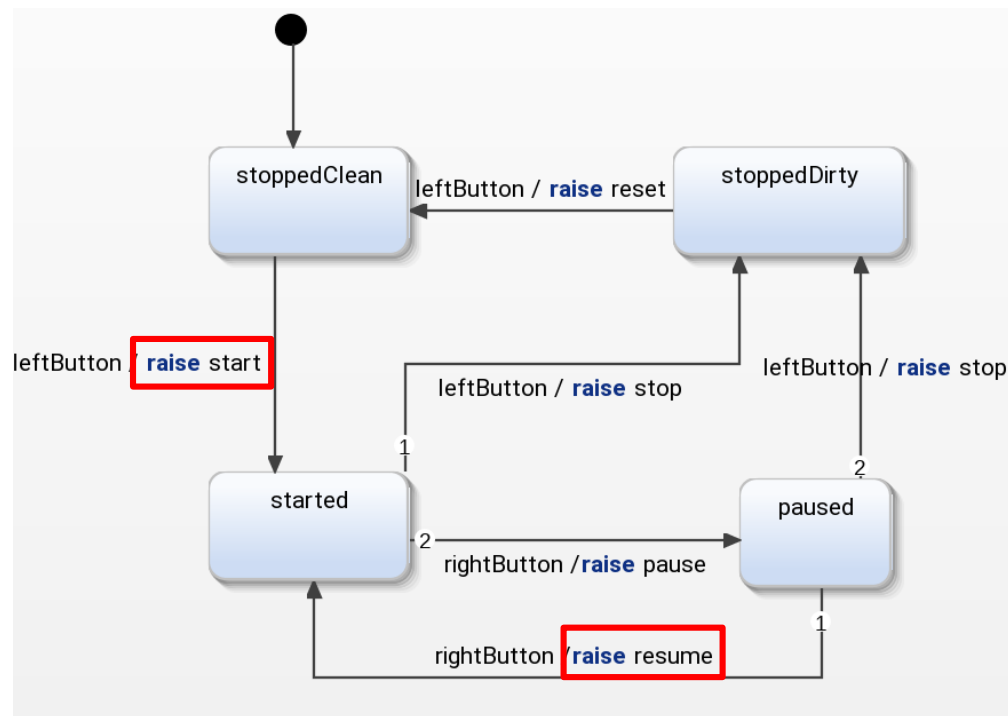 stoppedClean
stoppedDirty
leftButton / raise reset
leftButton / raise start
leftButton / raise stop
leftButton / raise stop
1
2
started
paused
2
rightButton /raise pause
1
rightButton /raise resume